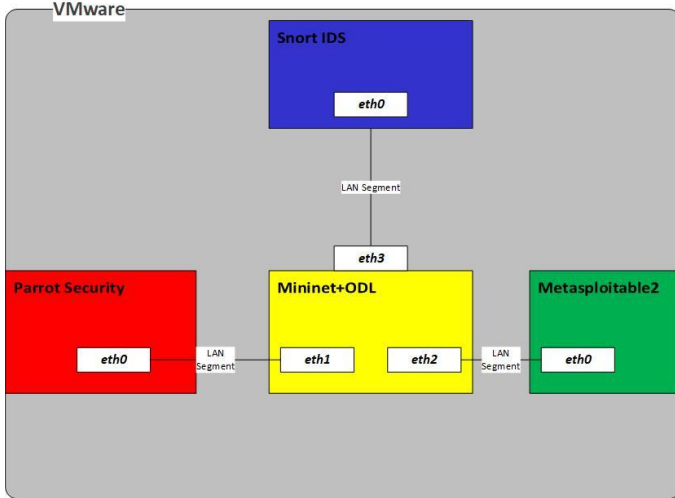 VMware
Snort IDS
eth0
LAN Segment
eth3
Parrot Security
Mininet+ODL
Metasploitable2
eth0
LAN
Segment
eth1
eth2
LAN
Segment
eth0